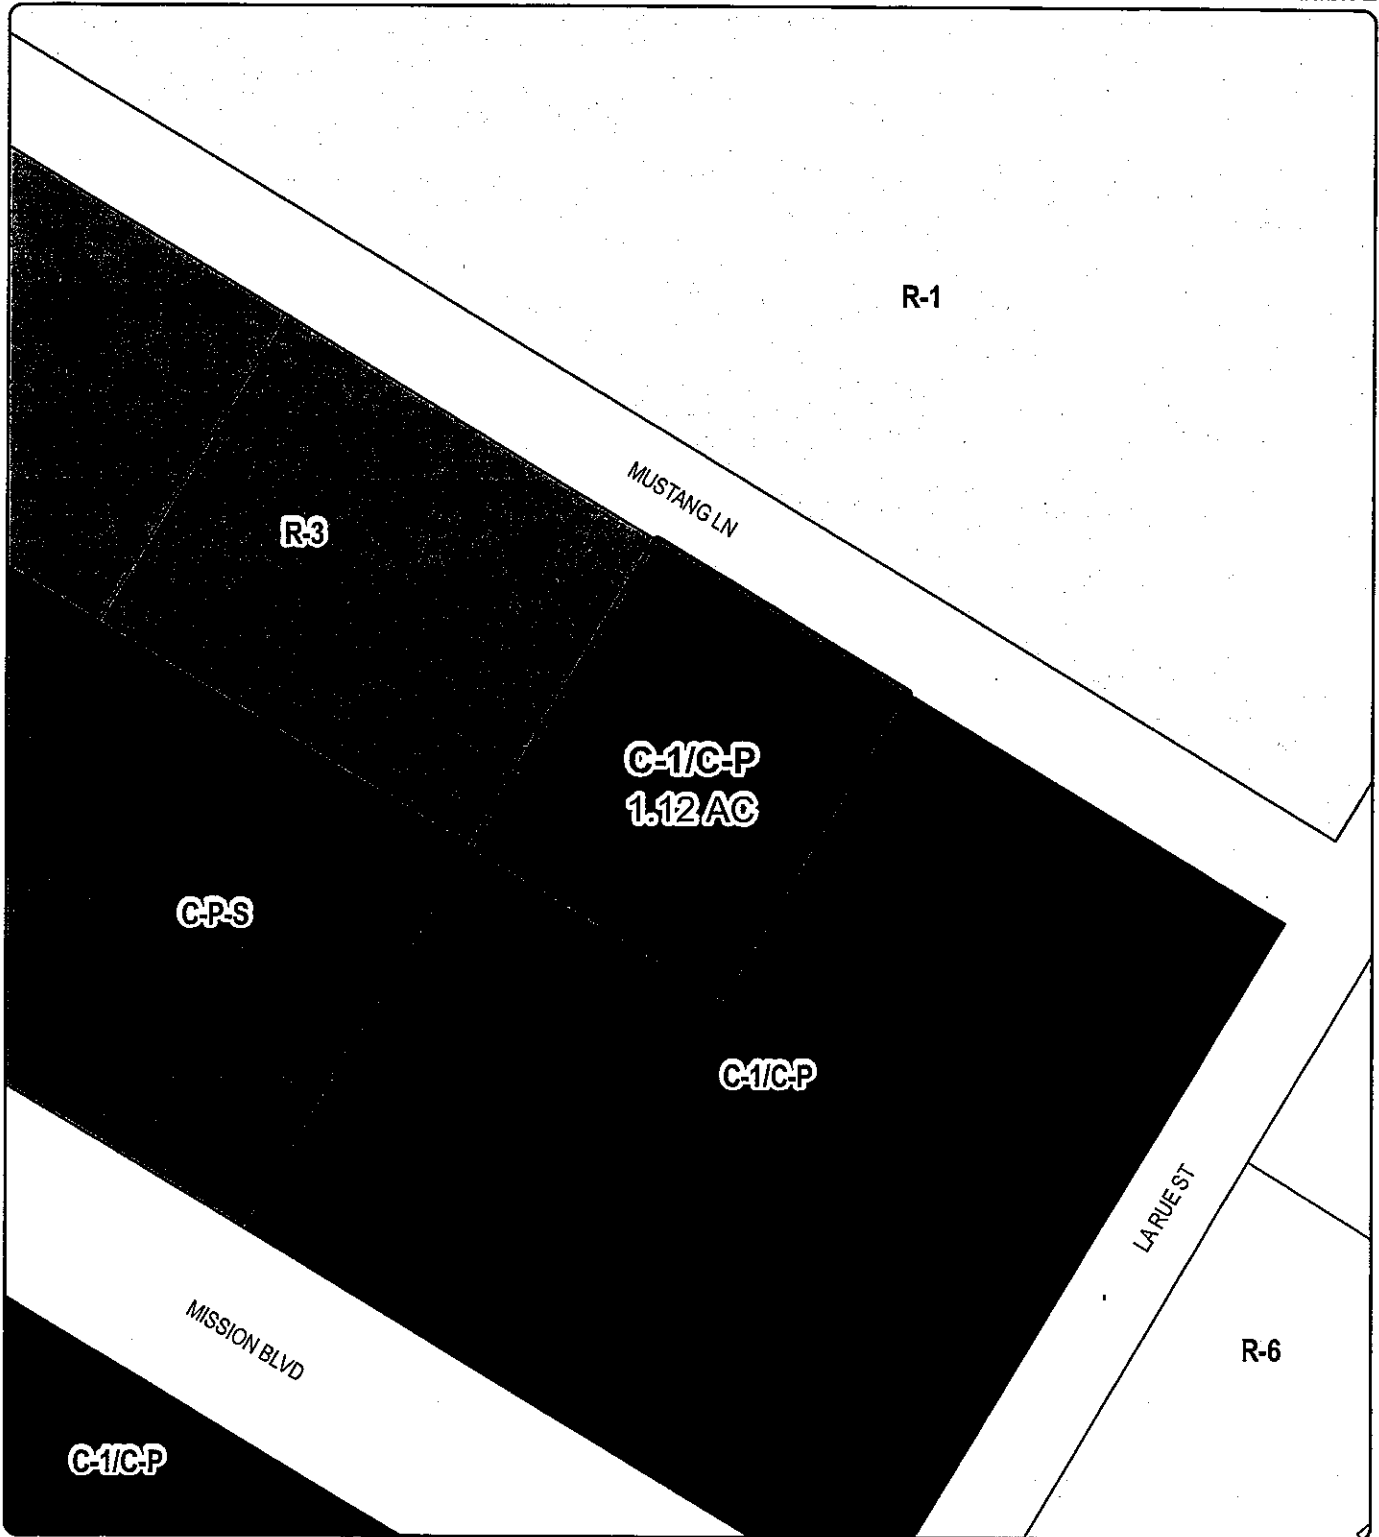 R-1
MUSTANG LN
R-3
C-1/C-P
1.12 AC
C-P-S
C-1/C-P
LA RUE ST
MISSION BLVD
R-6
C-1/C-P